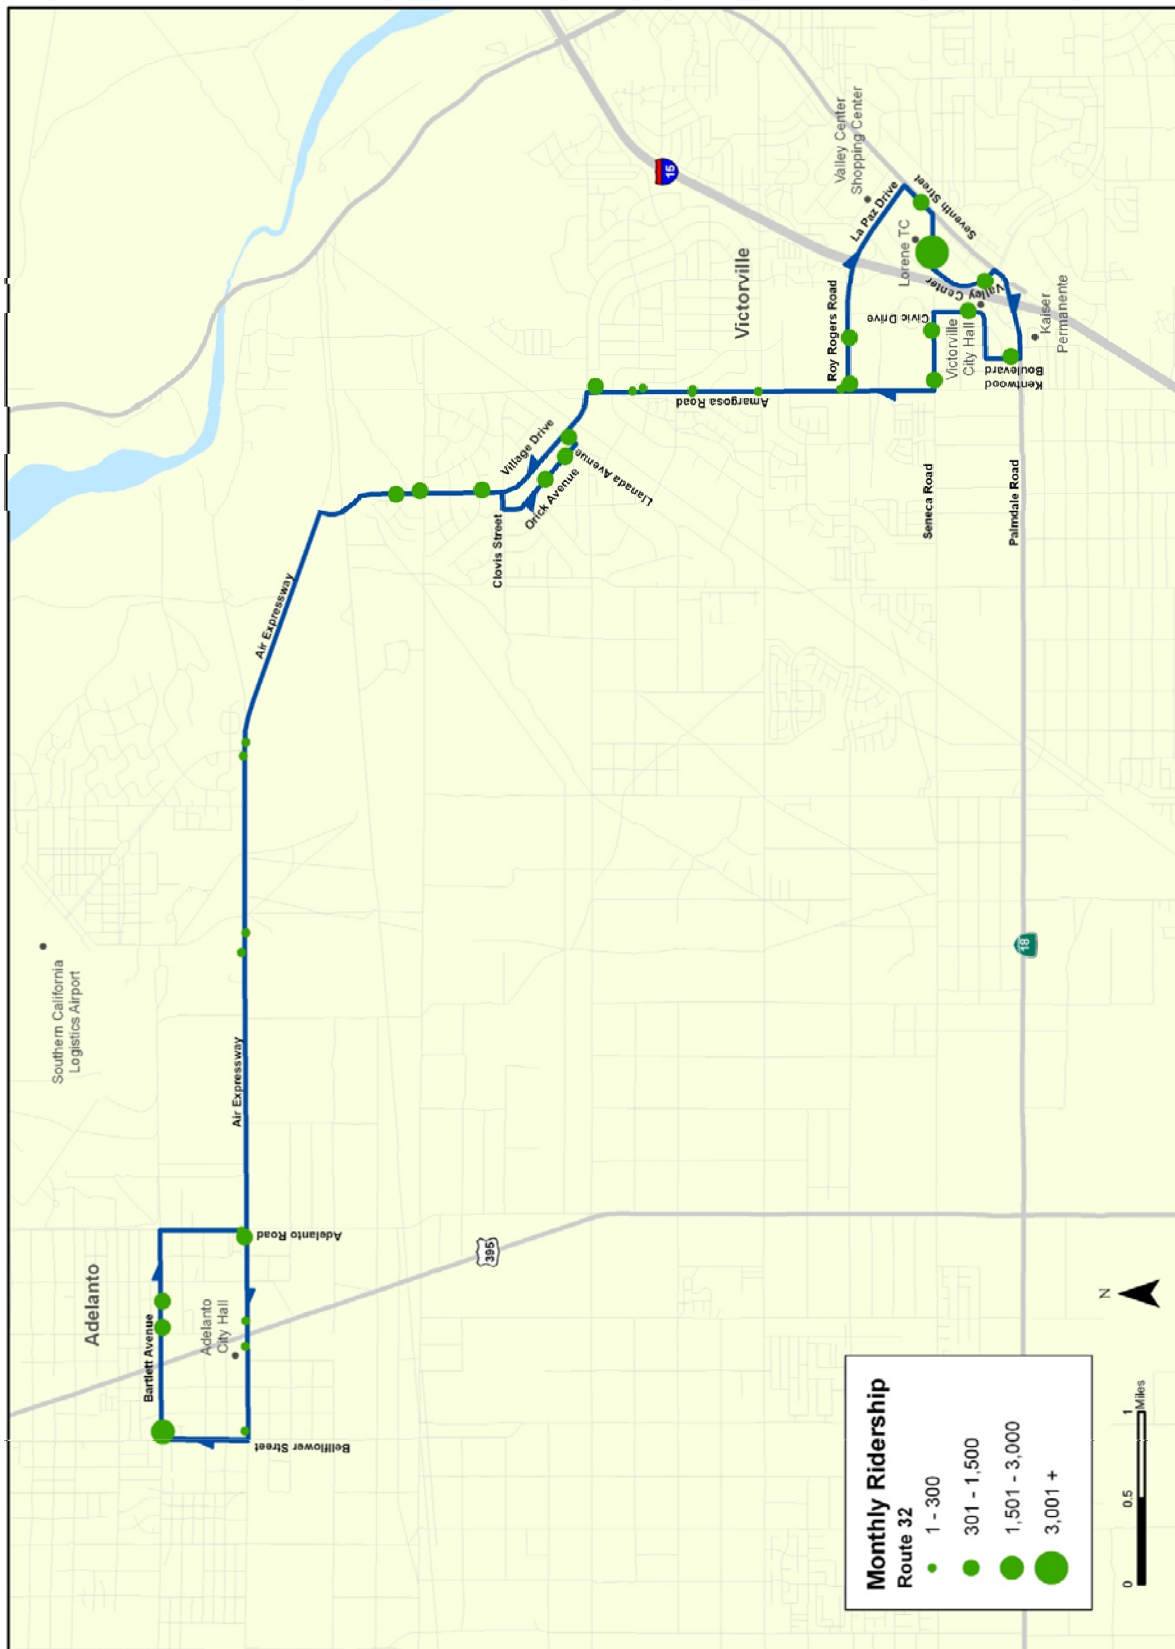 Southern California
Logistics Airport
Adelanto
Bartlett Avenue
Adelanto
City Hall
Bellflower Street
Adelanto Road
Air Expressway
Air Expressway
395
Clovis Street
Village Drive
Orick Avenue
Llanada Avenue
Amargosa Road
Victorville
15
Valley Center
Shopping Center
La Paz Drive
Roy Rogers Road
Lorene TC
Seventh Street
Civic Drive
Valley Center
Victorville
City Hall
Kentwood
Boulevard
Kaiser
Permanente
Seneca Road
Palmdale Road
18
Monthly Ridership
Route 32
1 - 300
301 - 1,500
1,501 - 3,000
3,001 +
N
0 0.5 1
Miles